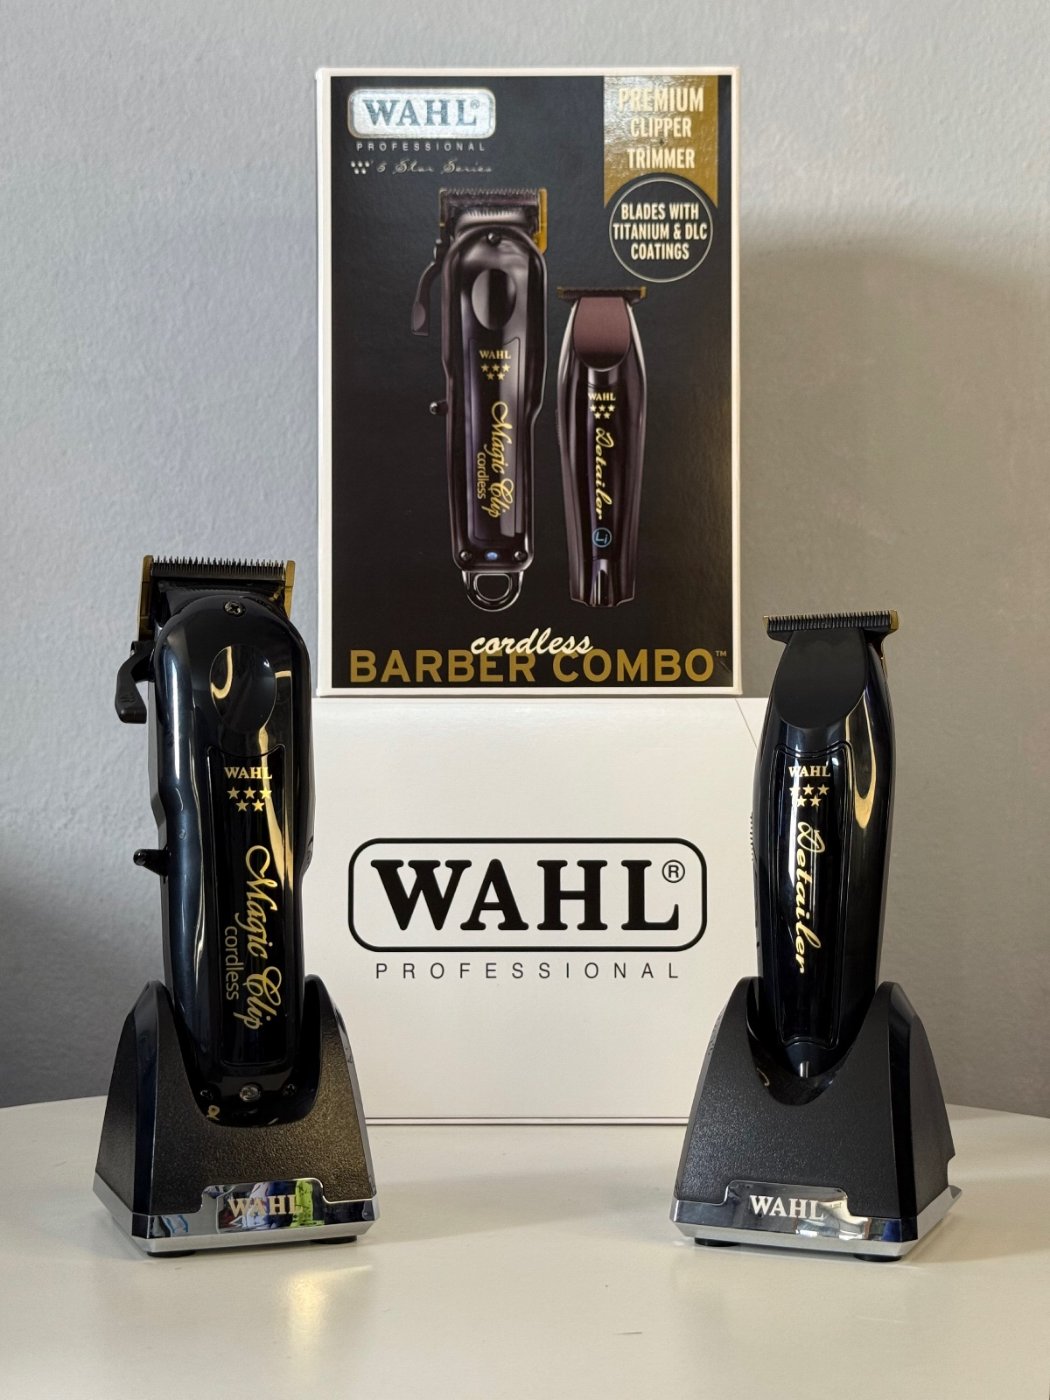 WAHL®
PROFESSIONAL
5 Star Series
PREMIUM
CLIPPER
+
TRIMMER
BLADES WITH
TITANIUM & DLC
COATINGS
WAHL
Magic Clip
cordless
WAHL
Detailer
Li
cordless
BARBER COMBO™
WAHL®
PROFESSIONAL
WAHL
Magic Clip
cordless
WAHL
WAHL
Detailer
WAHL